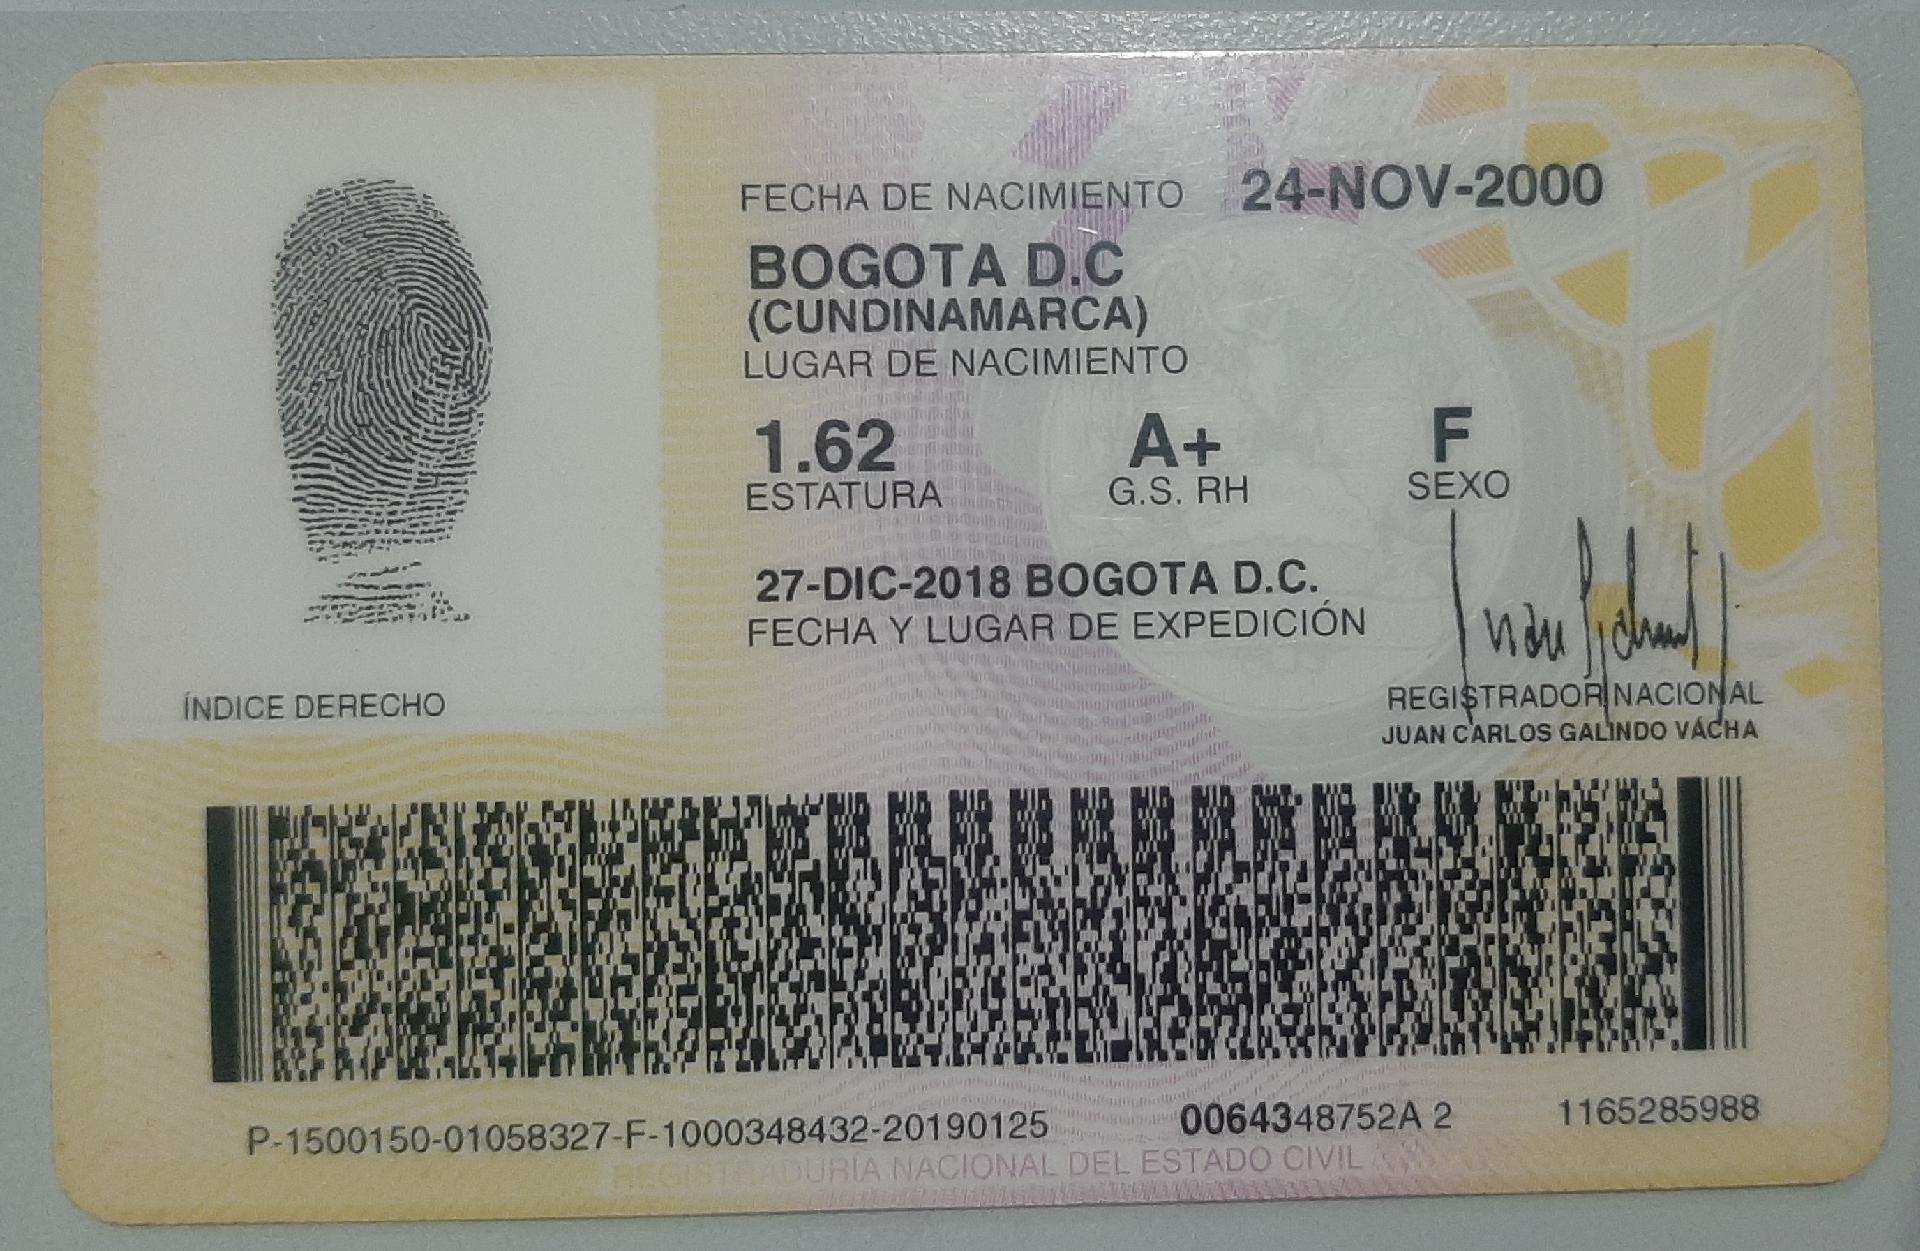 FECHA DE NACIMIENTO 24-NOV-2000
BOGOTA D.C
(CUNDINAMARCA)
LUGAR DE NACIMIENTO
1.62 A+ F
ESTATURA G.S. RH SEXO
27-DIC-2018 BOGOTA D.C.
FECHA Y LUGAR DE EXPEDICIÓN
ÍNDICE DERECHO
REGISTRADOR NACIONAL
JUAN CARLOS GALINDO VÁCHA
P-1500150-01058327-F-1000348432-20190125 0064348752A 2 1165285988
REGISTRADURÍA NACIONAL DEL ESTADO CIVIL